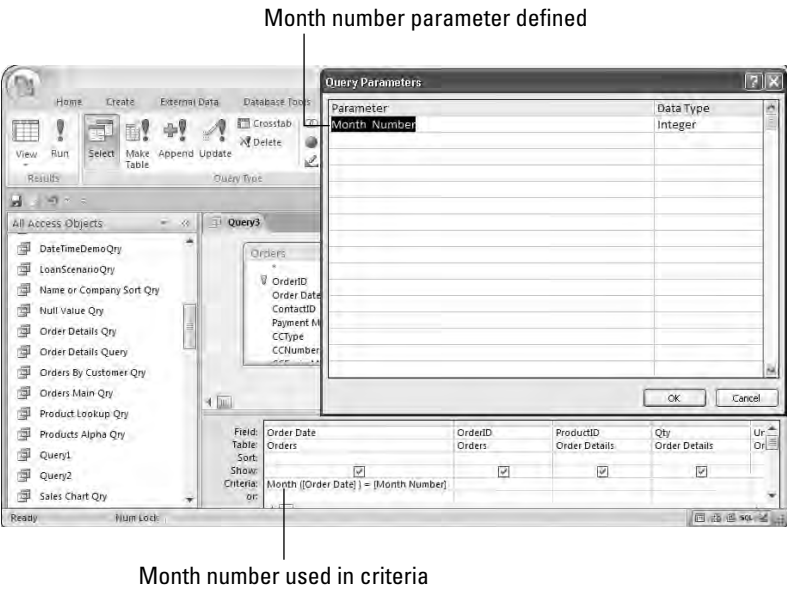 Month number parameter defined
Query Parameters
Parameter Data Type
Month Number Integer
OK Cancel
Home Create External Data Database Tools
View Run Select Make Table Append Update Crosstab Delete
Results Query Type
All Access Objects
DateTimeDemoQry
LoanScenarioQry
Name or Company Sort Qry
Null Value Qry
Order Details Qry
Order Details Query
Orders By Customer Qry
Orders Main Qry
Product Lookup Qry
Products Alpha Qry
Query1
Query2
Sales Chart Qry
Query3
Orders
*
OrderID
Order Date
ContactID
Payment M
CCType
CCNumber
Field: Order Date OrderID ProductID Qty Un
Table: Orders Orders Order Details Order Details Or
Sort:
Show:
Criteria: Month ([Order Date] ) = [Month Number]
or:
Ready Num Lock SQL
Month number used in criteria